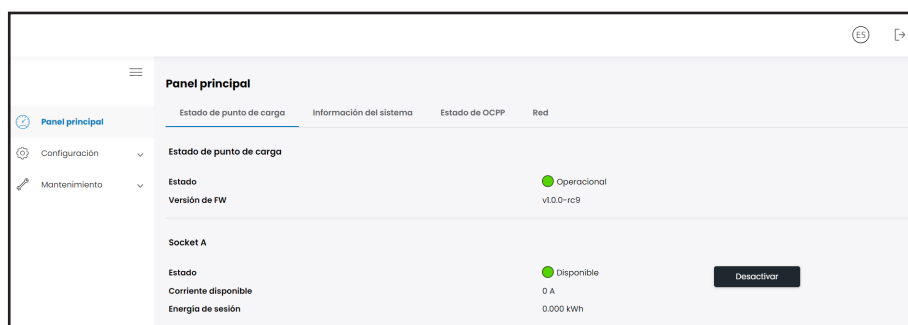 ES
Panel principal
Estado de punto de carga Información del sistema Estado de OCPP Red
Panel principal
Configuración
Mantenimiento
Estado de punto de carga
Estado Operacional
Versión de FW v1.0.0-rc9
Socket A
Estado Disponible Desactivar
Corriente disponible 0 A
Energía de sesión 0.000 kWh